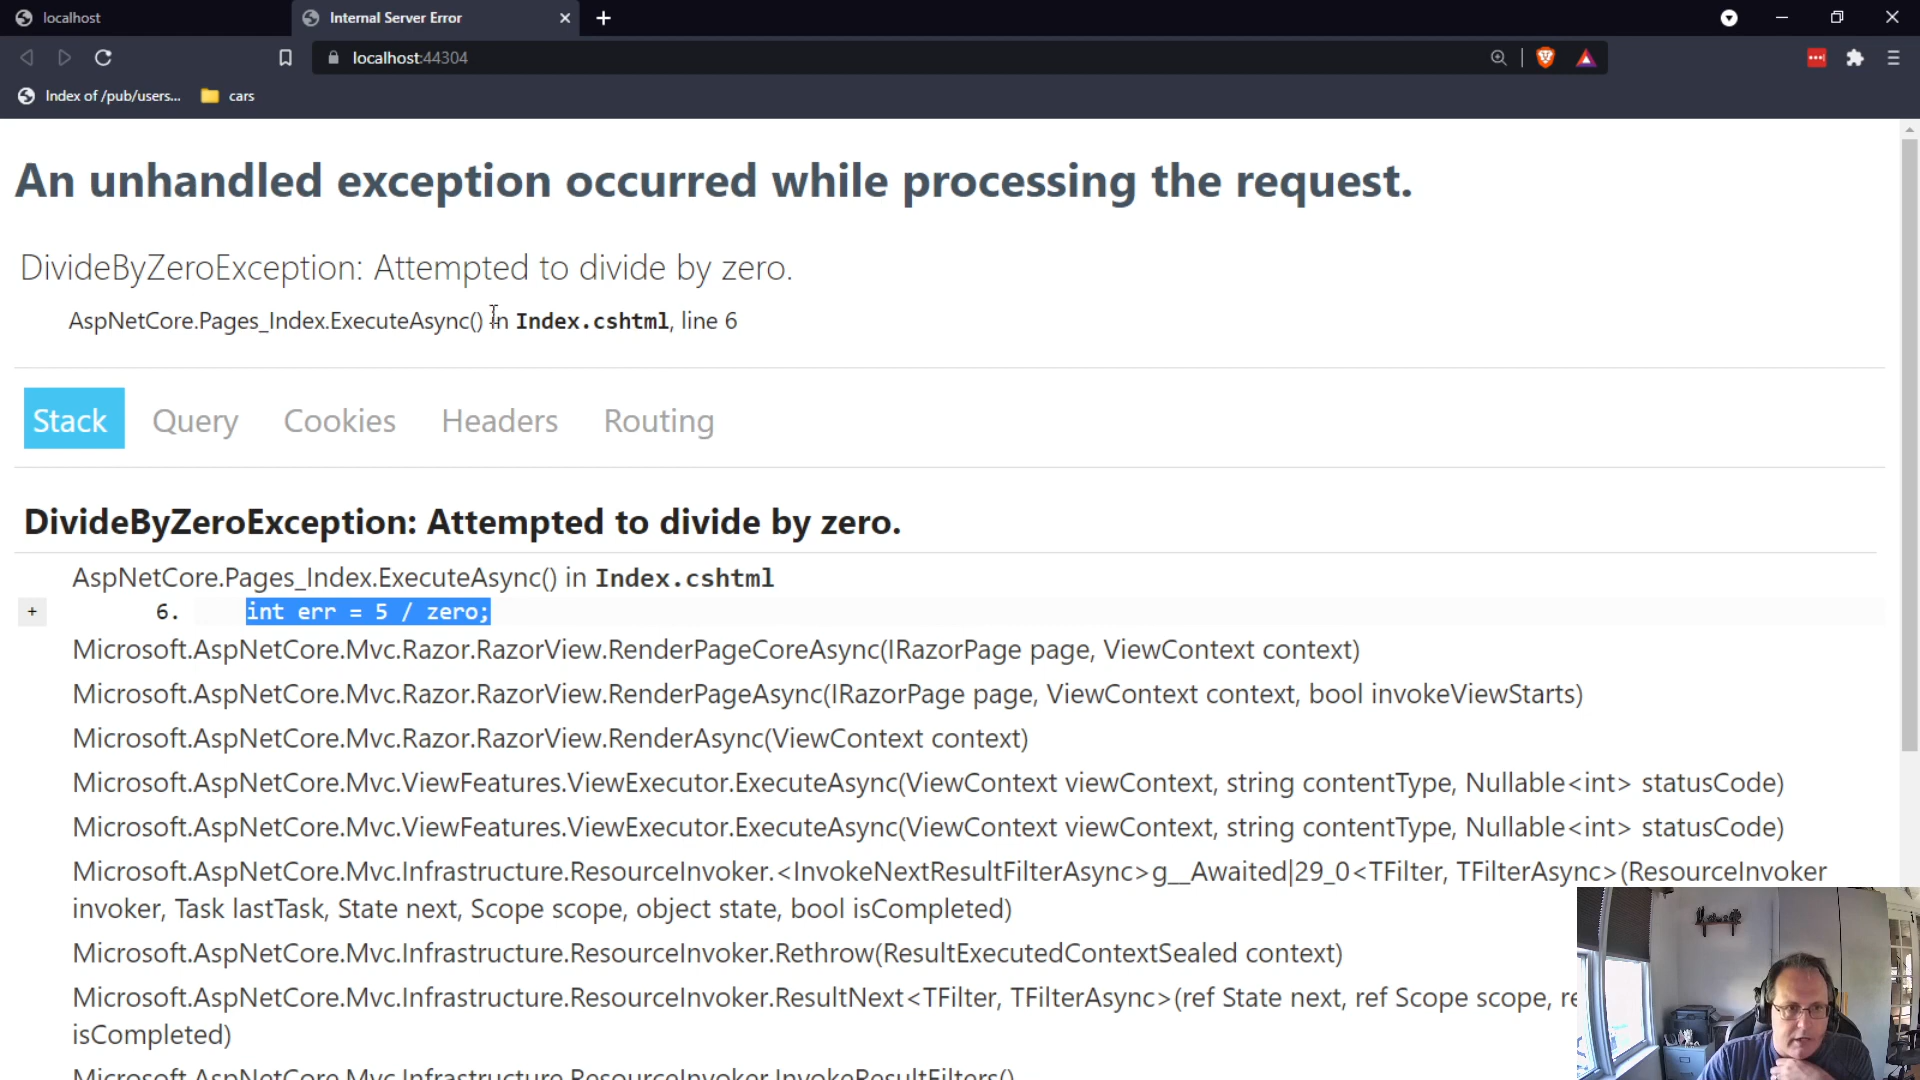 localhost
Internal Server Error
localhost:44304
Index of /pub/users...
cars
An unhandled exception occurred while processing the request.
DivideByZeroException: Attempted to divide by zero.
AspNetCore.Pages_Index.ExecuteAsync() in Index.cshtml, line 6
Stack Query Cookies Headers Routing
DivideByZeroException: Attempted to divide by zero.
AspNetCore.Pages_Index.ExecuteAsync() in Index.cshtml
+ 6. int err = 5 / zero;
Microsoft.AspNetCore.Mvc.Razor.RazorView.RenderPageCoreAsync(IRazorPage page, ViewContext context)
Microsoft.AspNetCore.Mvc.Razor.RazorView.RenderPageAsync(IRazorPage page, ViewContext context, bool invokeViewStarts)
Microsoft.AspNetCore.Mvc.Razor.RazorView.RenderAsync(ViewContext context)
Microsoft.AspNetCore.Mvc.ViewFeatures.ViewExecutor.ExecuteAsync(ViewContext viewContext, string contentType, Nullable<int> statusCode)
Microsoft.AspNetCore.Mvc.ViewFeatures.ViewExecutor.ExecuteAsync(ViewContext viewContext, string contentType, Nullable<int> statusCode)
Microsoft.AspNetCore.Mvc.Infrastructure.ResourceInvoker.<InvokeNextResultFilterAsync>g__Awaited|29_0<TFilter, TFilterAsync>(ResourceInvoker
invoker, Task lastTask, State next, Scope scope, object state, bool isCompleted)
Microsoft.AspNetCore.Mvc.Infrastructure.ResourceInvoker.Rethrow(ResultExecutedContextSealed context)
Microsoft.AspNetCore.Mvc.Infrastructure.ResourceInvoker.ResultNext<TFilter, TFilterAsync>(ref State next, ref Scope scope, re
isCompleted)
Microsoft.AspNetCore.Mvc.Infrastructure.ResourceInvoker.InvokeResultFilters()